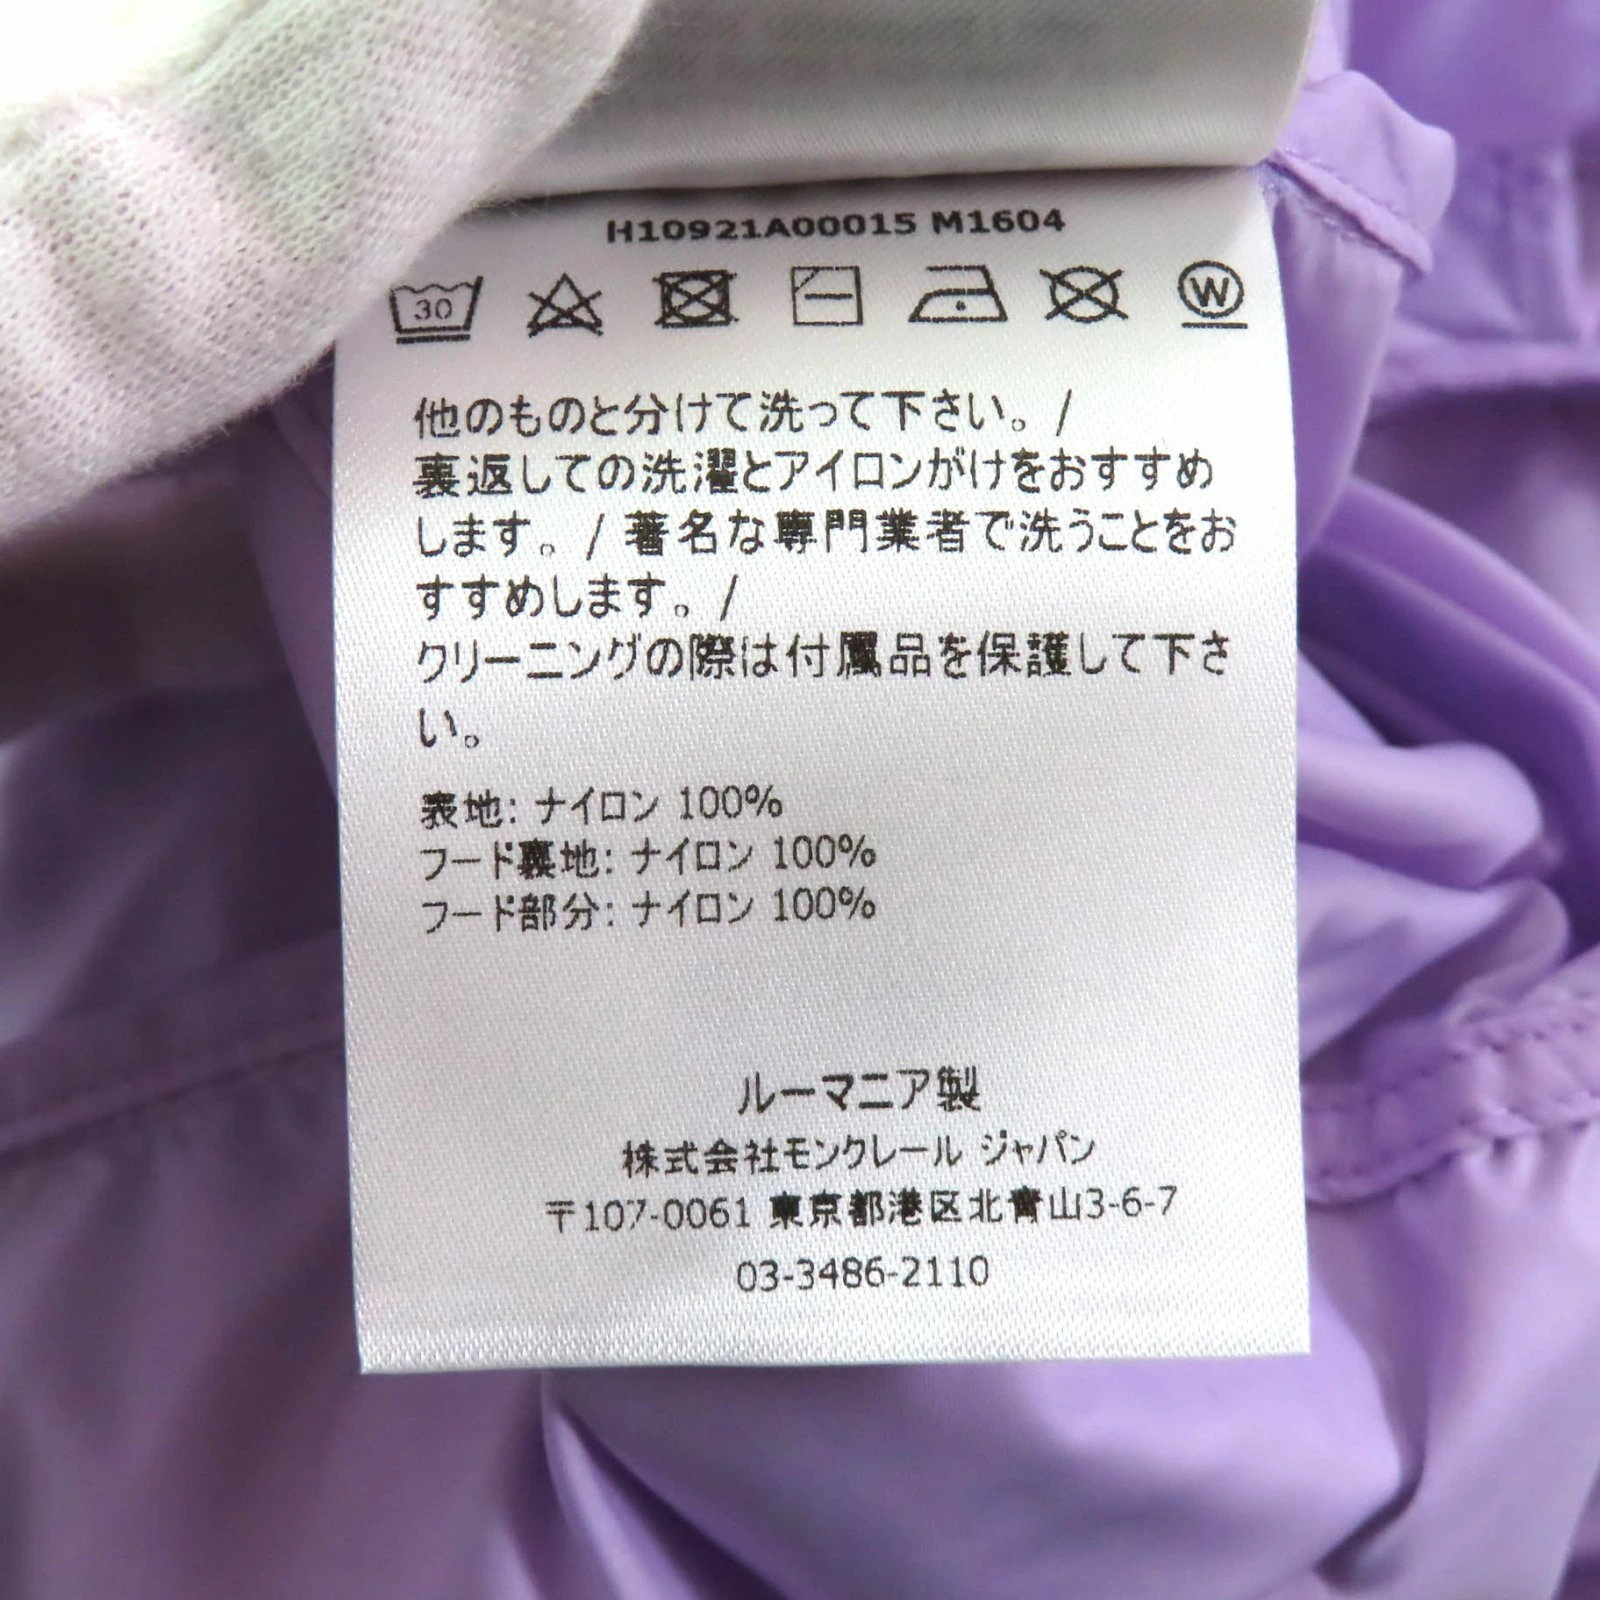 H10921A00015 M1604
30
W
他のものと分けて洗って下さい。/
裏返しての洗濯とアイロンがけをおすすめ
します。/ 著名な専門業者で洗うことをお
すすめします。/
クリーニングの際は付属品を保護して下さ
い。
表地: ナイロン 100%
フード裏地: ナイロン 100%
フード部分: ナイロン 100%
ルーマニア製
株式会社モンクレール ジャパン
〒107-0061 東京都港区北青山3-6-7
03-3486-2110